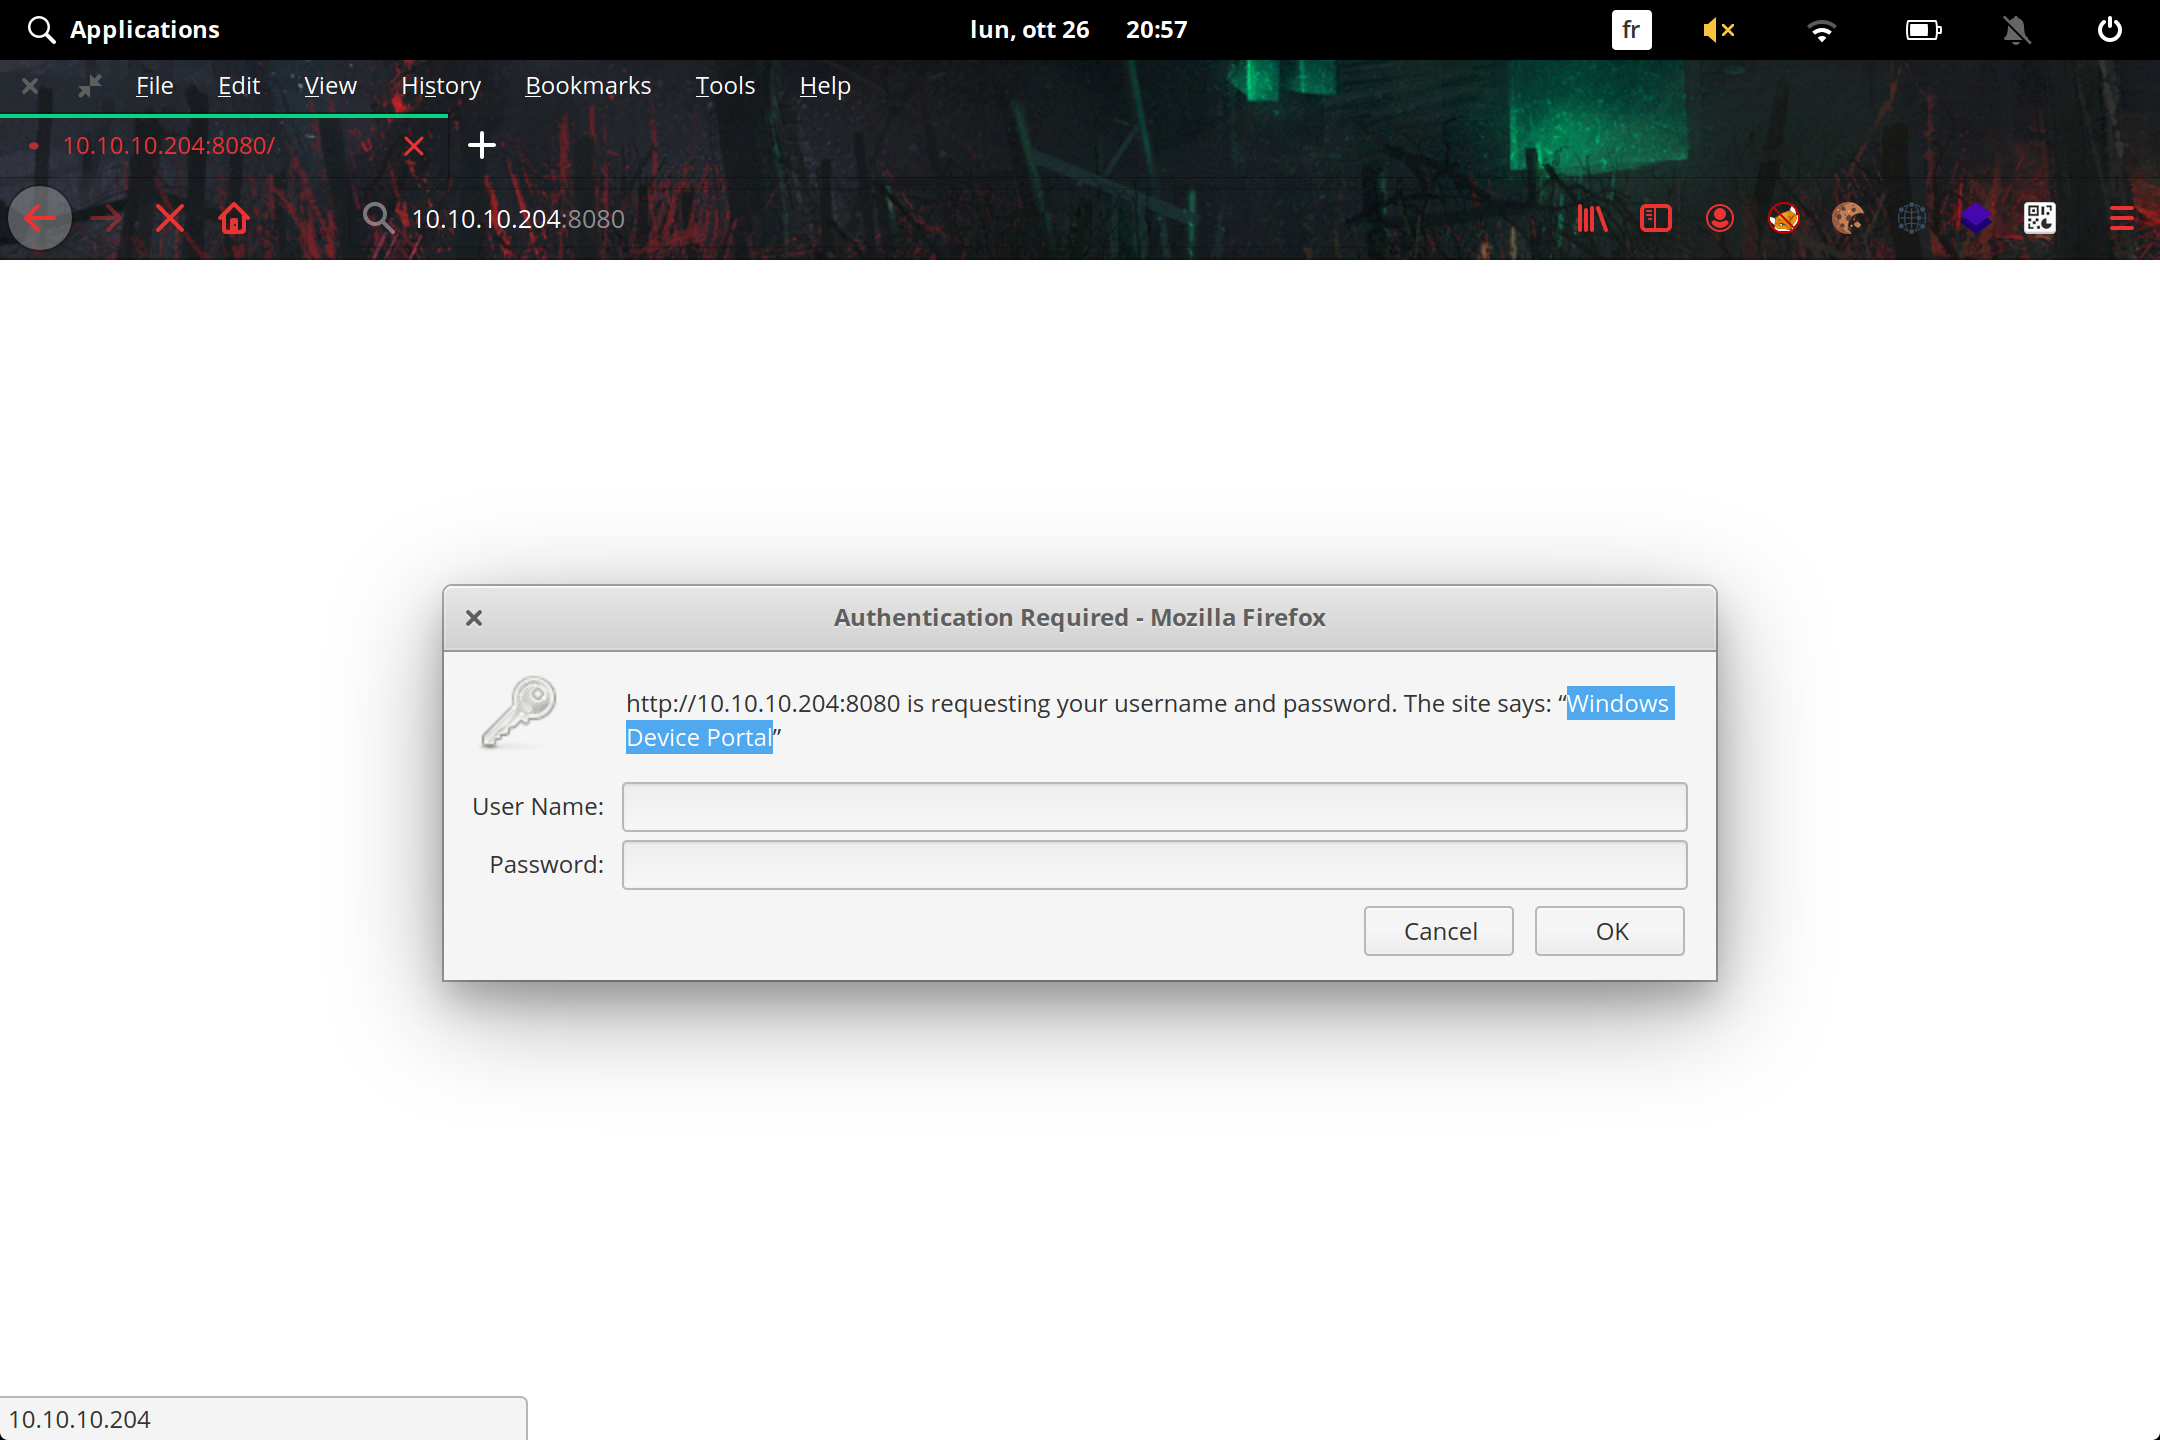 Applications
lun, ott 26 20:57
fr
File Edit View History Bookmarks Tools Help
10.10.10.204:8080/
10.10.10.204:8080
Authentication Required - Mozilla Firefox
http://10.10.10.204:8080 is requesting your username and password. The site says: “Windows
Device Portal”
User Name:
Password:
Cancel OK
10.10.10.204